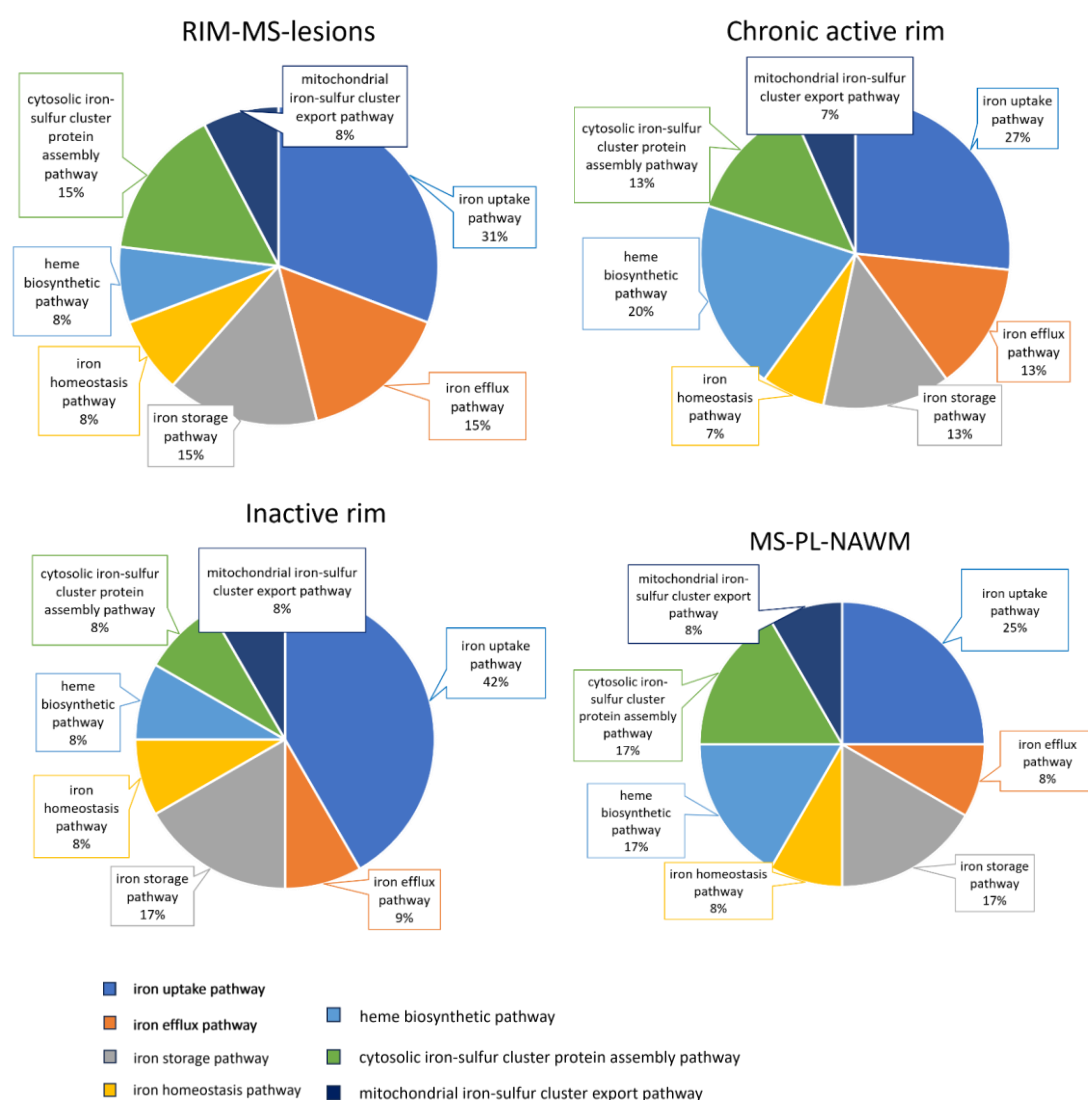 RIM-MS-lesions
mitochondrial
iron-sulfur cluster
export pathway
8%
cytosolic iron-
sulfur cluster
protein
assembly
pathway
15%
iron uptake
pathway
31%
heme
biosynthetic
pathway
8%
iron
homeostasis
pathway
8%
iron storage
pathway
15%
iron efflux
pathway
15%
Chronic active rim
mitochondrial iron-sulfur
cluster export pathway
7%
iron uptake
pathway
27%
cytosolic iron-sulfur
cluster protein
assembly pathway
13%
heme
biosynthetic
pathway
20%
iron efflux
pathway
13%
iron
homeostasis
pathway
7%
iron storage
pathway
13%
Inactive rim
cytosolic iron-sulfur
cluster protein
assembly pathway
8%
mitochondrial iron-sulfur
cluster export pathway
8%
iron uptake
pathway
42%
heme
biosynthetic
pathway
8%
iron
homeostasis
pathway
8%
iron storage
pathway
17%
iron efflux
pathway
9%
MS-PL-NAWM
mitochondrial iron-
sulfur cluster export
pathway
8%
iron uptake
pathway
25%
cytosolic iron-
sulfur cluster
protein assembly
pathway
17%
iron efflux
pathway
8%
heme
biosynthetic
pathway
17%
iron homeostasis
pathway
8%
iron storage
pathway
17%
iron uptake pathway
iron efflux pathway
iron storage pathway
iron homeostasis pathway
heme biosynthetic pathway
cytosolic iron-sulfur cluster protein assembly pathway
mitochondrial iron-sulfur cluster export pathway